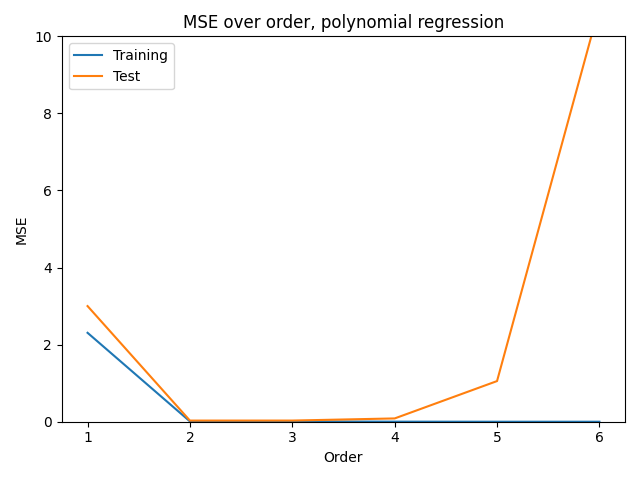 MSE over order, polynomial regression
Training
Test
10
8
6
4
2
0
MSE
1 2 3 4 5 6
Order